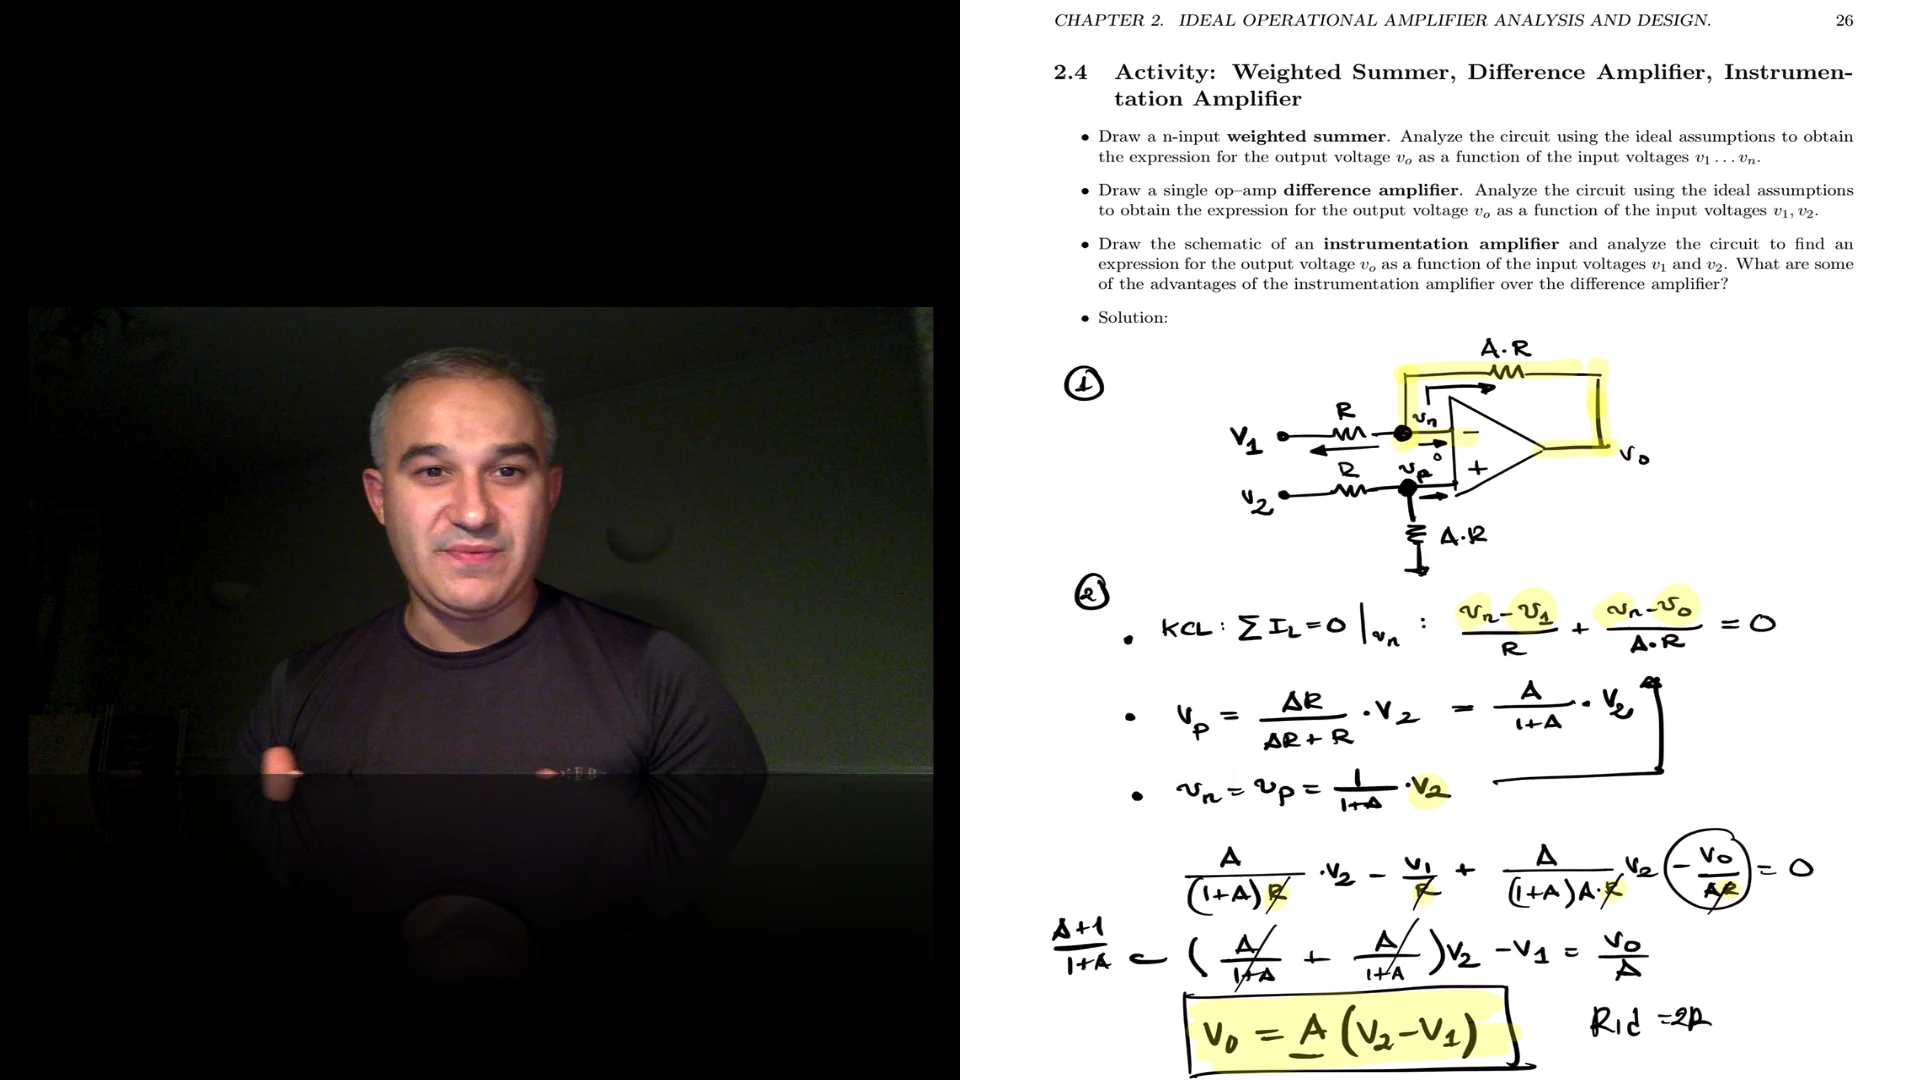 CHAPTER 2. IDEAL OPERATIONAL AMPLIFIER ANALYSIS AND DESIGN. 26
2.4 Activity: Weighted Summer, Difference Amplifier, Instrumen-
tation Amplifier
• Draw a n-input weighted summer. Analyze the circuit using the ideal assumptions to obtain
the expression for the output voltage vₒ as a function of the input voltages v₁ … vₙ.
• Draw a single op–amp difference amplifier. Analyze the circuit using the ideal assumptions
to obtain the expression for the output voltage vₒ as a function of the input voltages v₁, v₂.
• Draw the schematic of an instrumentation amplifier and analyze the circuit to find an
expression for the output voltage vₒ as a function of the input voltages v₁ and v₂. What are some
of the advantages of the instrumentation amplifier over the difference amplifier?
• Solution:
①
A·R
R
vn
V1
−
0
vo
R
vp
+
V2
A·R
②
• KCL: ∑ IL = 0 |vn : (vn − v1)/R + (vn − vo)/(A·R) = 0
• Vp = AR/(AR + R) · V2 = A/(1+A) · V2
• vn = vp = 1/(1+A) · V2
A/((1+A)R) · V2 − V1/R + A/((1+A)A·R) V2 − Vo/(AR) = 0
(A+1)/(1+A) (A/(1+A) + A/(1+A)) V2 − V1 = Vo/A
Vo = A (V2 − V1)
Rid = 2R